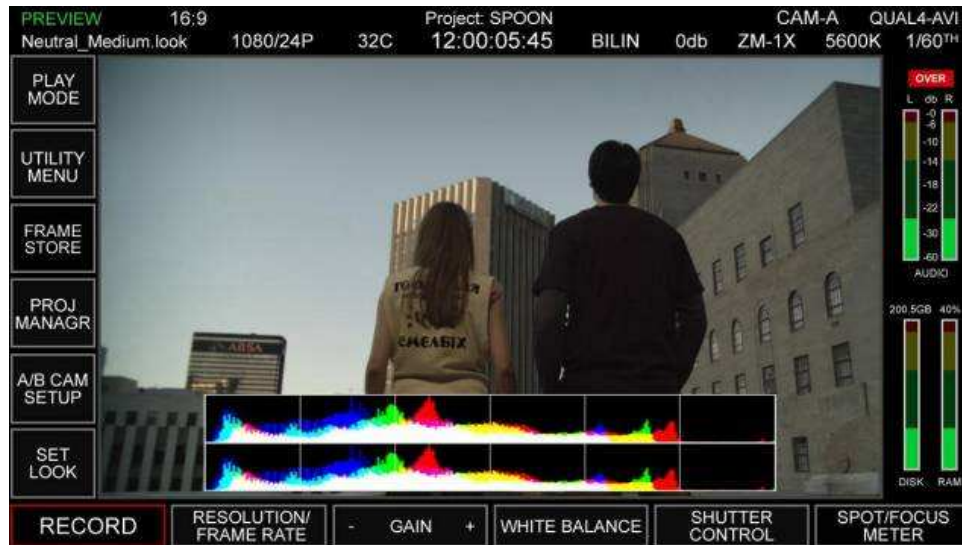 PREVIEW 16:9 Project: SPOON CAM-A QUAL4-AVI
Neutral_Medium.look 1080/24P 32C 12:00:05:45 BILIN 0db ZM-1X 5600K 1/60TH
PLAY
MODE
UTILITY
MENU
FRAME
STORE
PROJ
MANAGR
A/B CAM
SETUP
SET
LOOK
ABSA
OVER
L db R
-0
-6
-10
-14
-18
-22
-30
-60
AUDIO
200.5GB 40%
DISK RAM
RECORD
RESOLUTION/
FRAME RATE
- GAIN +
WHITE BALANCE
SHUTTER
CONTROL
SPOT/FOCUS
METER